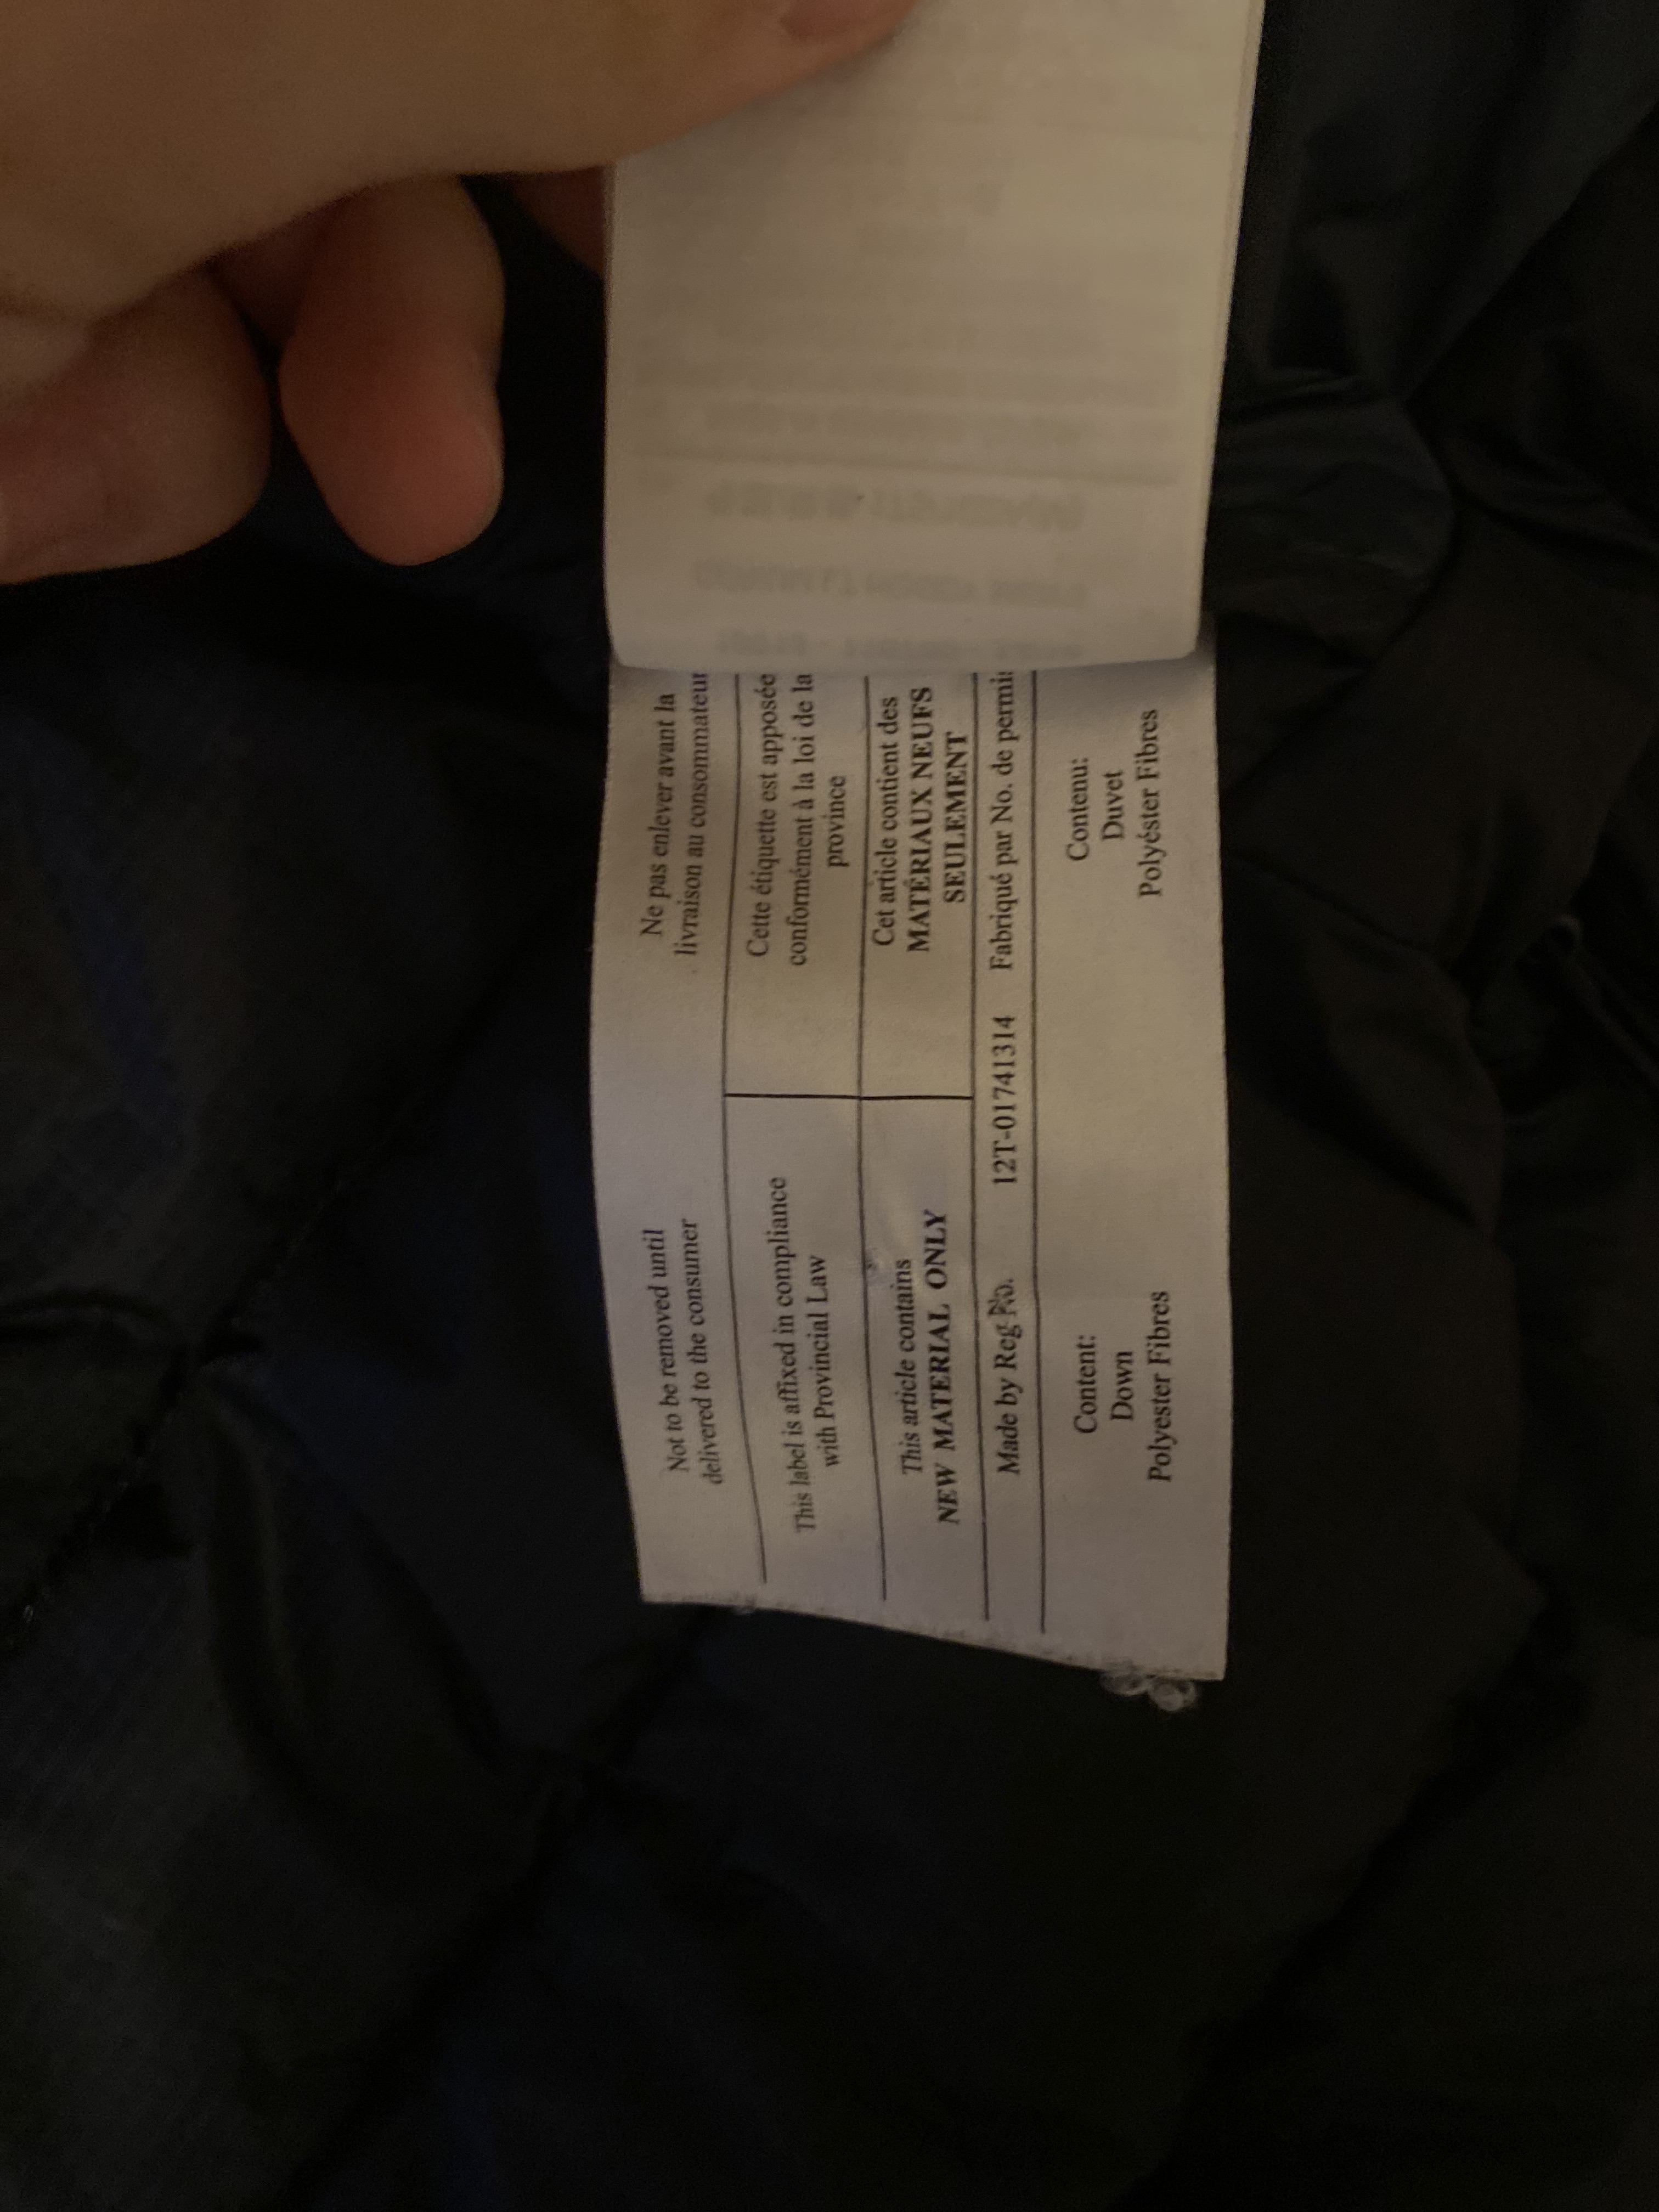 Not to be removed until
delivered to the consumer
Ne pas enlever avant la
livraison au consommateur
This label is affixed in compliance
with Provincial Law
Cette étiquette est apposée
conformément à la loi de la
province
This article contains
NEW MATERIAL ONLY
Cet article contient des
MATÉRIAUX NEUFS
SEULEMENT
Made by Reg No. 12T-01741314 Fabriqué par No. de permis
Content:
Down
Polyester Fibres
Contenu:
Duvet
Polyéster Fibres